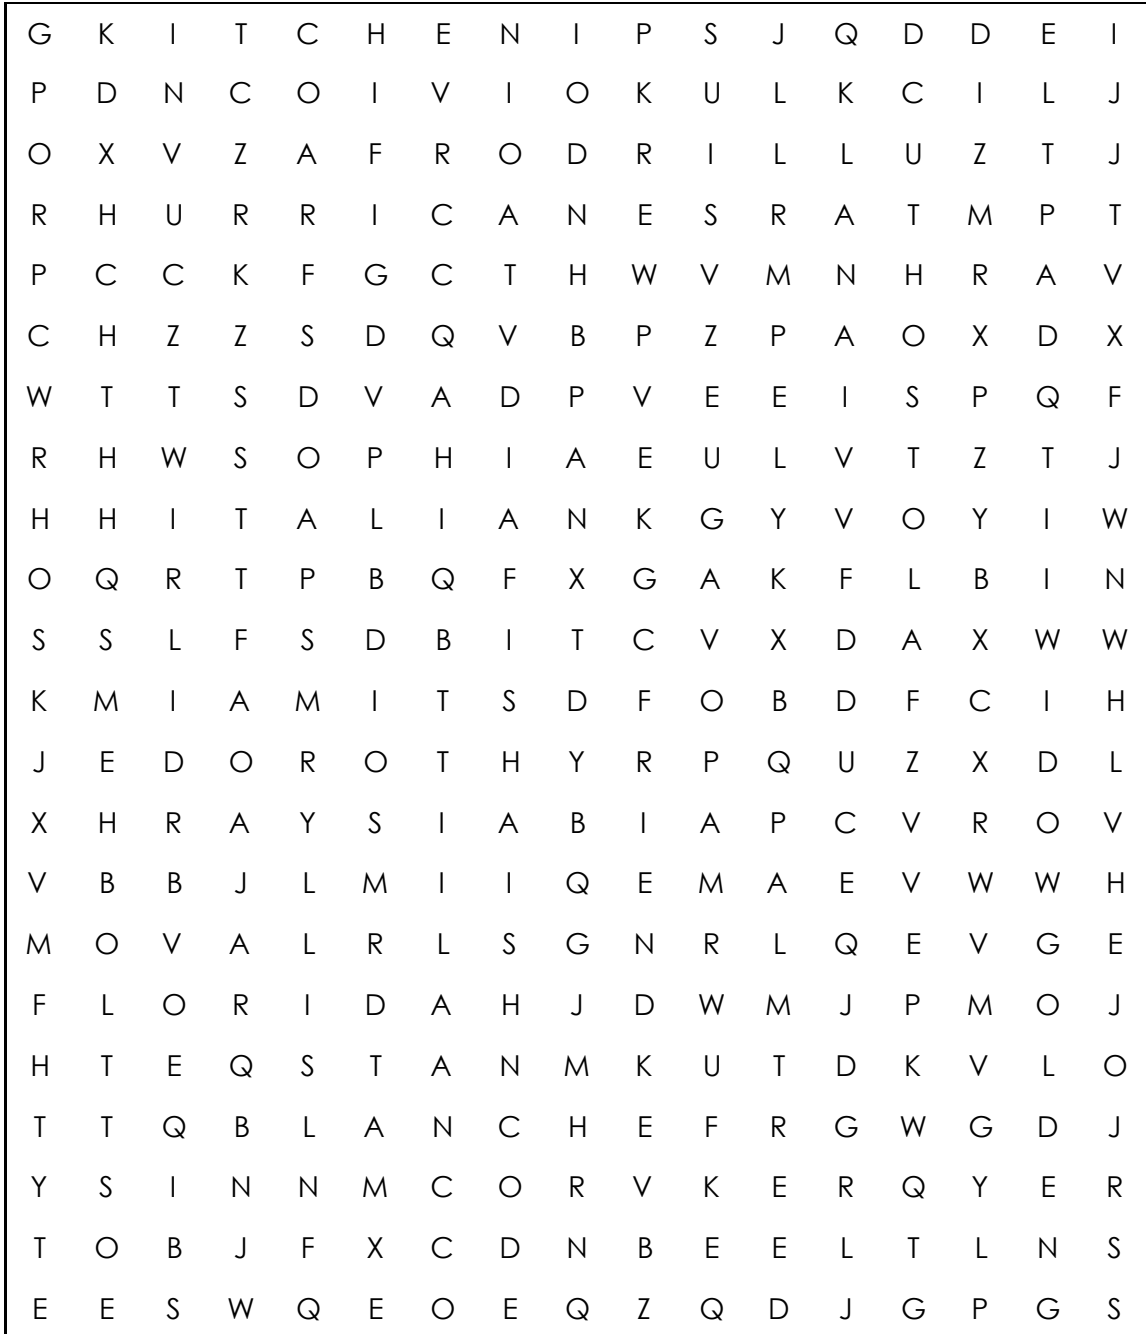 G K I T C H E N I P S J Q D D E I
P D N C O I V I O K U L K C I L J
O X V Z A F R O D R I L L U Z T J
R H U R R I C A N E S R A T M P T
P C C K F G C T H W V M N H R A V
C H Z Z S D Q V B P Z P A O X D X
W T T S D V A D P V E E I S P Q F
R H W S O P H I A E U L V T Z T J
H H I T A L I A N K G Y V O Y I W
O Q R T P B Q F X G A K F L B I N
S S L F S D B I T C V X D A X W W
K M I A M I T S D F O B D F C I H
J E D O R O T H Y R P Q U Z X D L
X H R A Y S I A B I A P C V R O V
V B B J L M I I Q E M A E V W W H
M O V A L R L S G N R L Q E V G E
F L O R I D A H J D W M J P M O J
H T E Q S T A N M K U T D K V L O
T T Q B L A N C H E F R G W G D J
Y S I N N M C O R V K E R Q Y E R
T O B J F X C D N B E E L T L N S
E E S W Q E O E Q Z Q D J G P G S